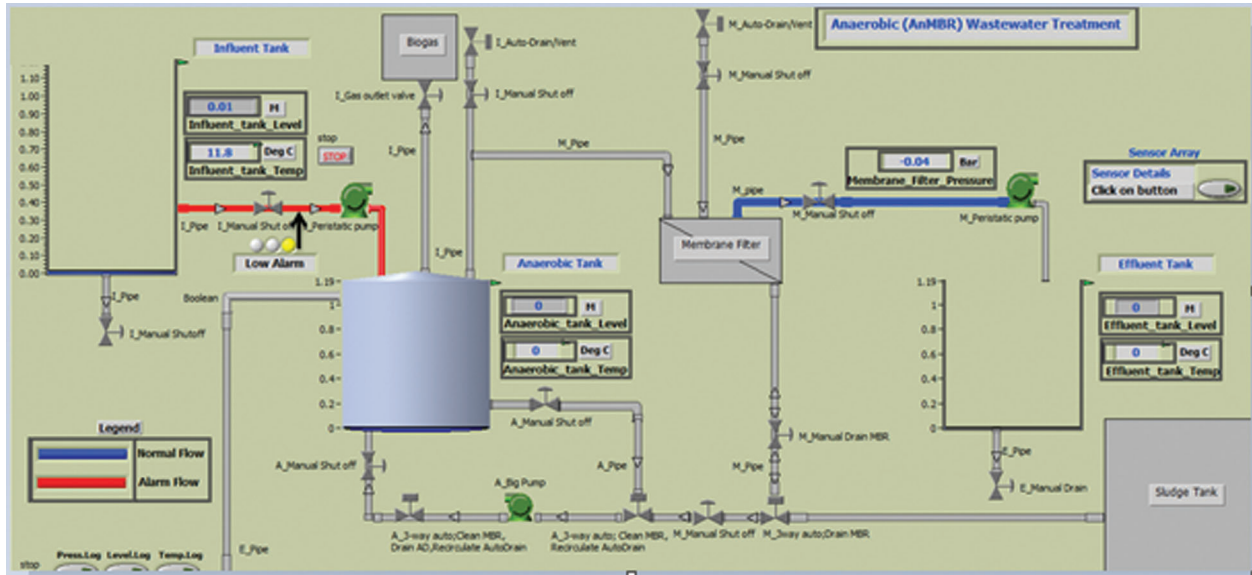 Anaerobic (AnMBR) Wastewater Treatment
Influent Tank
1.10
1.00
0.90
0.80
0.70
0.60
0.50
0.40
0.30
0.20
0.10
0.00
0.01 M
Influent_tank_Level
11.8 Deg C
Influent_tank_Temp
stop
STOP
I_Pipe
I_Manual Shut off
Peristatic pump
Low Alarm
I_Pipe
I_Manual Shutoff
Biogas
I_Gas outlet valve
I_Pipe
I_Pipe
I_Auto-Drain/Vent
I_Manual Shut off
M_Pipe
M_Auto-Drain/Vent
M_Manual Shut off
M_Pipe
M_pipe
M_Manual Shut off
-0.04 Bar
Membrane_Filter_Pressure
M_Peristatic pump
Sensor Array
Sensor Details
Click on button
Membrane Filter
Boolean
Anaerobic Tank
1.19
1
0.8
0.6
0.4
0.2
0
0 M
Anaerobic_tank_Level
0 Deg C
Anaerobic_tank_Temp
Effluent Tank
1.19
1
0.8
0.6
0.4
0.2
0
0 M
Effluent_tank_Level
0 Deg C
Effluent_tank_Temp
A_Manual Shut off
A_Manual Shut off
A_Pipe
M_Manual Drain MBR
M_Pipe
E_Pipe
E_Manual Drain
Sludge Tank
Legend
Normal Flow
Alarm Flow
A_Big Pump
A_3-way auto;Clean MBR,
Drain AD,Recirculate AutoDrain
A_3-way auto; Clean MBR,
Recirculate AutoDrain
M_Manual Shut off
M_3way auto;Drain MBR
E_Pipe
stop
Press.Log
Level.Log
Temp.Log